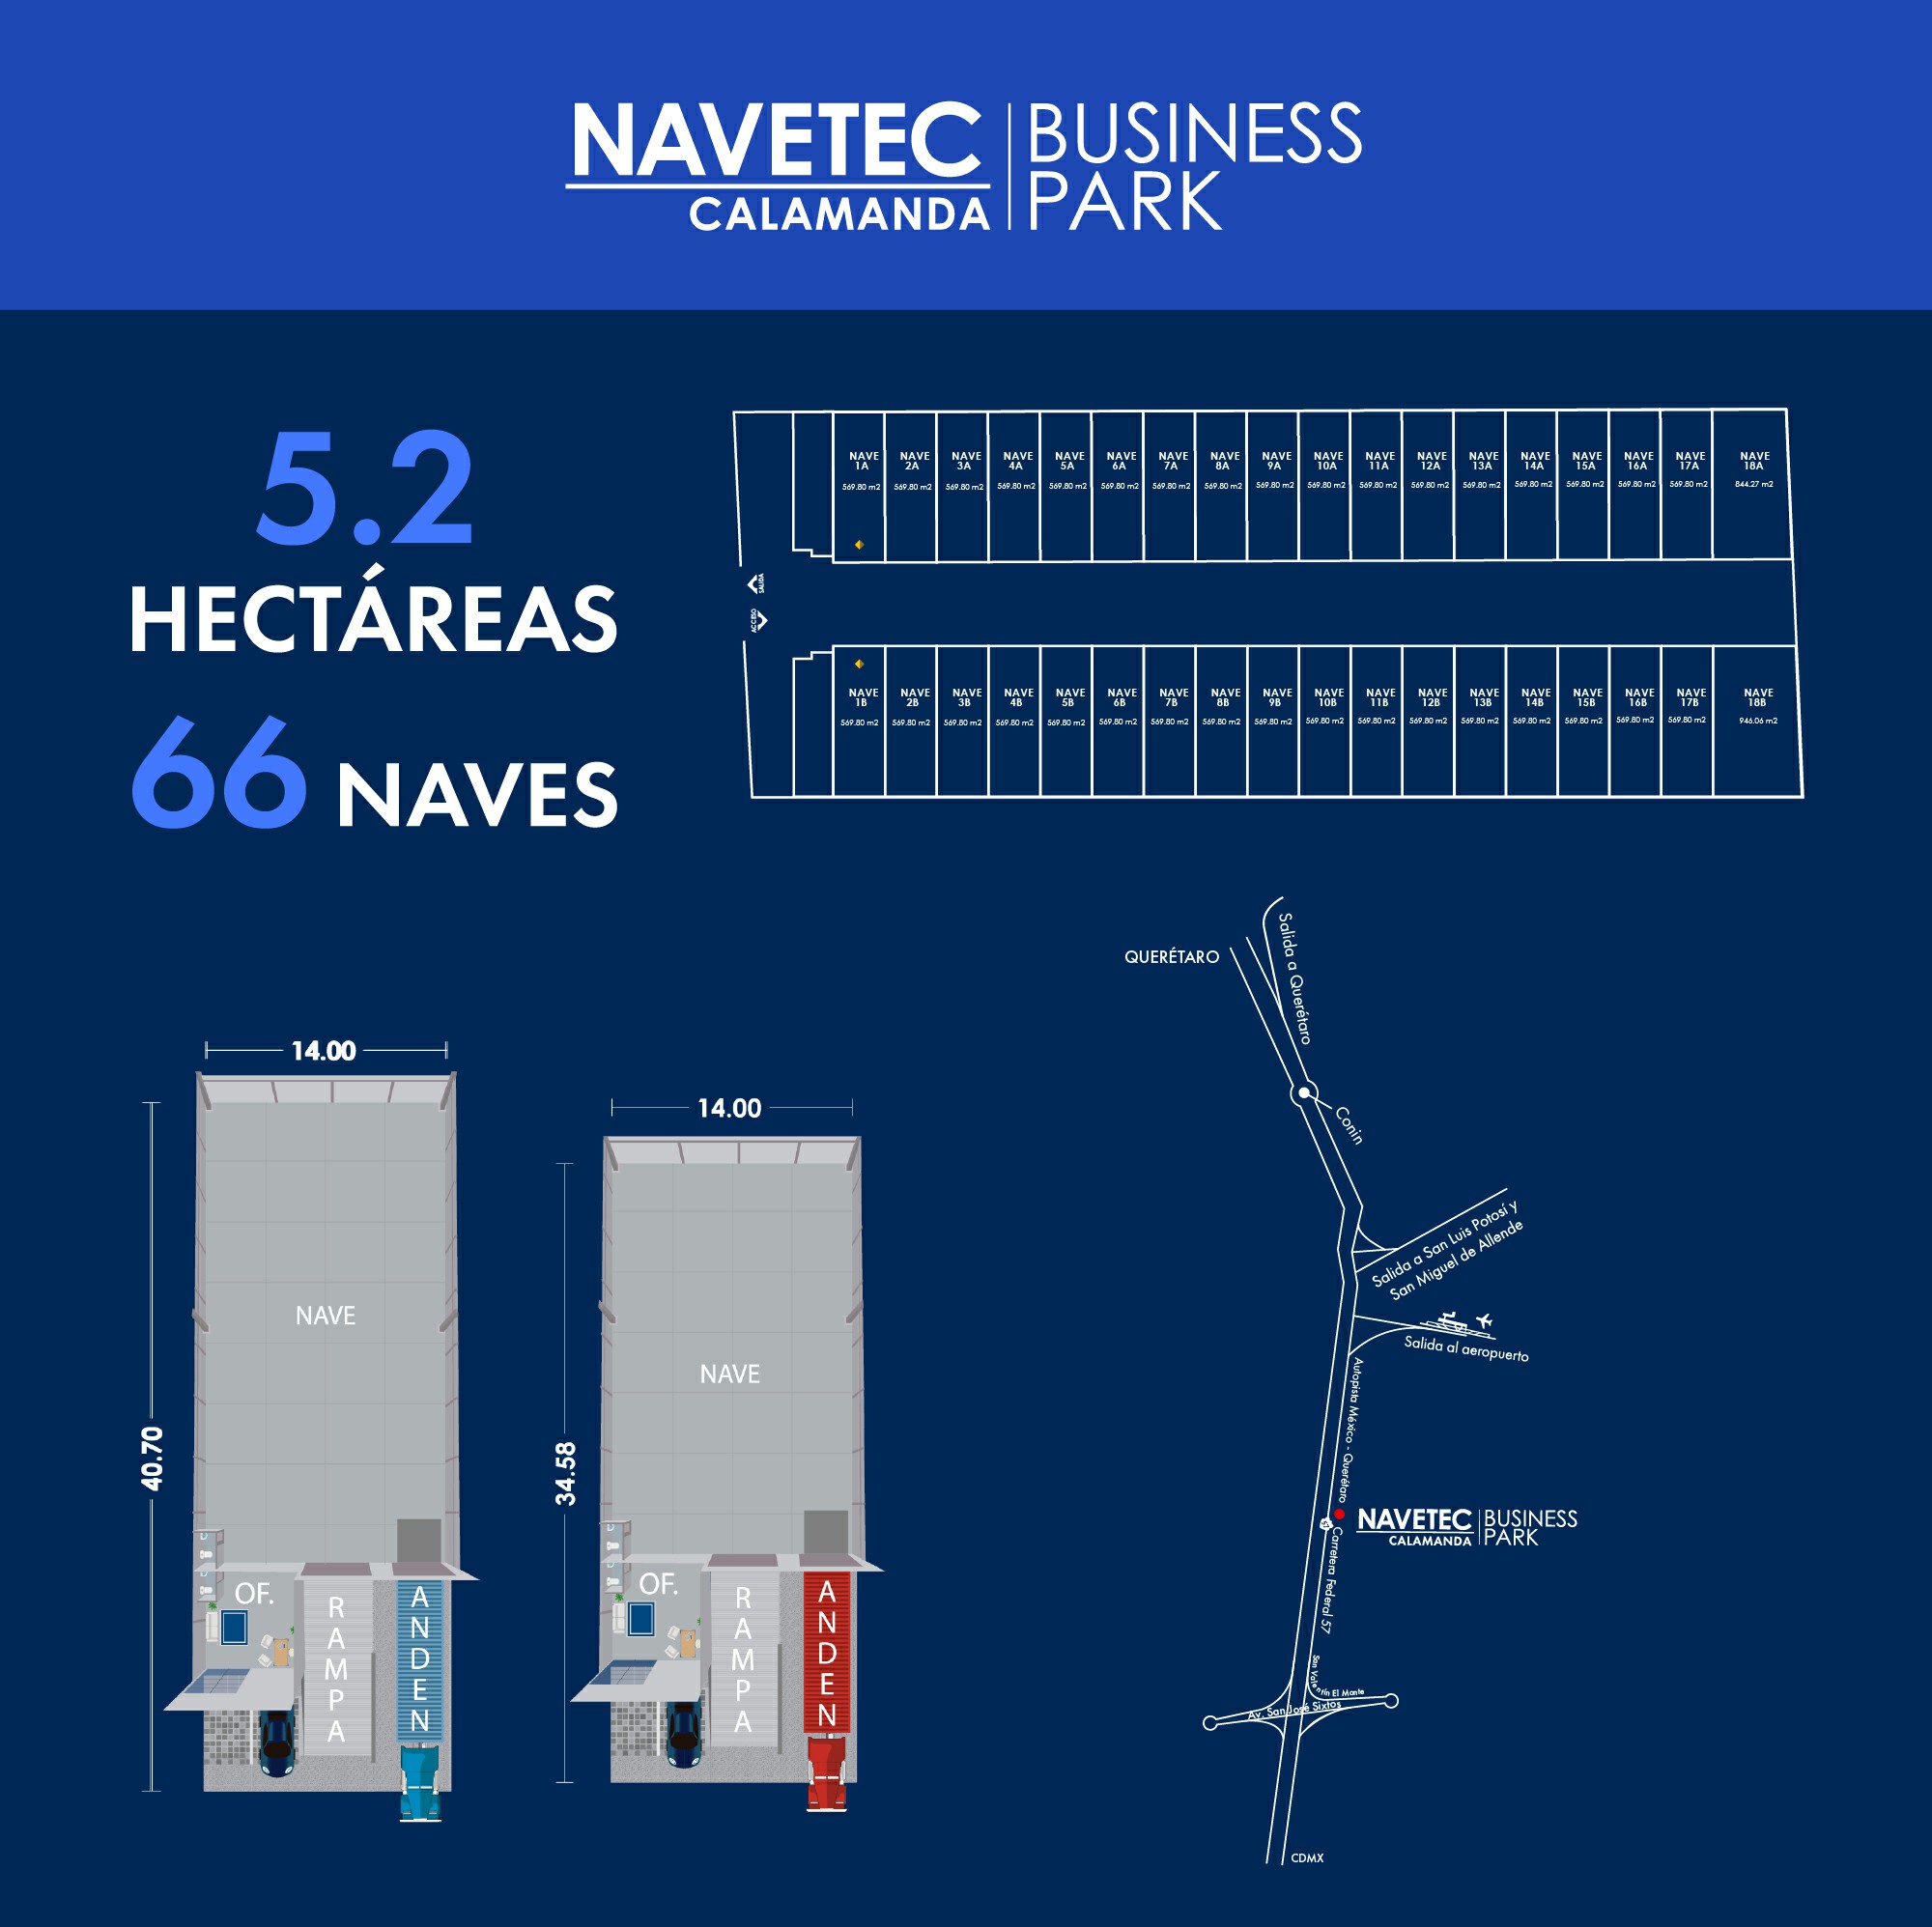 NAVETEC
CALAMANDA
BUSINESS
PARK
5.2
HECTÁREAS
66 NAVES
NAVE 1A 569.80 m2
NAVE 2A 569.80 m2
NAVE 3A 569.80 m2
NAVE 4A 569.80 m2
NAVE 5A 569.80 m2
NAVE 6A 569.80 m2
NAVE 7A 569.80 m2
NAVE 8A 569.80 m2
NAVE 9A 569.80 m2
NAVE 10A 569.80 m2
NAVE 11A 569.80 m2
NAVE 12A 569.80 m2
NAVE 13A 569.80 m2
NAVE 14A 569.80 m2
NAVE 15A 569.80 m2
NAVE 16A 569.80 m2
NAVE 17A 569.80 m2
NAVE 18A 844.27 m2
SALIDA
ACCESO
NAVE 1B 569.80 m2
NAVE 2B 569.80 m2
NAVE 3B 569.80 m2
NAVE 4B 569.80 m2
NAVE 5B 569.80 m2
NAVE 6B 569.80 m2
NAVE 7B 569.80 m2
NAVE 8B 569.80 m2
NAVE 9B 569.80 m2
NAVE 10B 569.80 m2
NAVE 11B 569.80 m2
NAVE 12B 569.80 m2
NAVE 13B 569.80 m2
NAVE 14B 569.80 m2
NAVE 15B 569.80 m2
NAVE 16B 569.80 m2
NAVE 17B 569.80 m2
NAVE 18B 946.06 m2
14.00
40.70
NAVE
OF.
RAMPA
ANDEN
14.00
34.58
NAVE
OF.
RAMPA
ANDEN
QUERÉTARO
Salida a Querétaro
Conin
Salida a San Luis Potosí y
San Miguel de Allende
Salida al aeropuerto
Autopista México - Querétaro
NAVETEC
CALAMANDA
BUSINESS
PARK
57
Carretera Federal 57
San Valentín El Monte
Av. San José Sixtos
CDMX